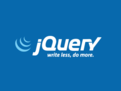 jQuery
write less, do more.